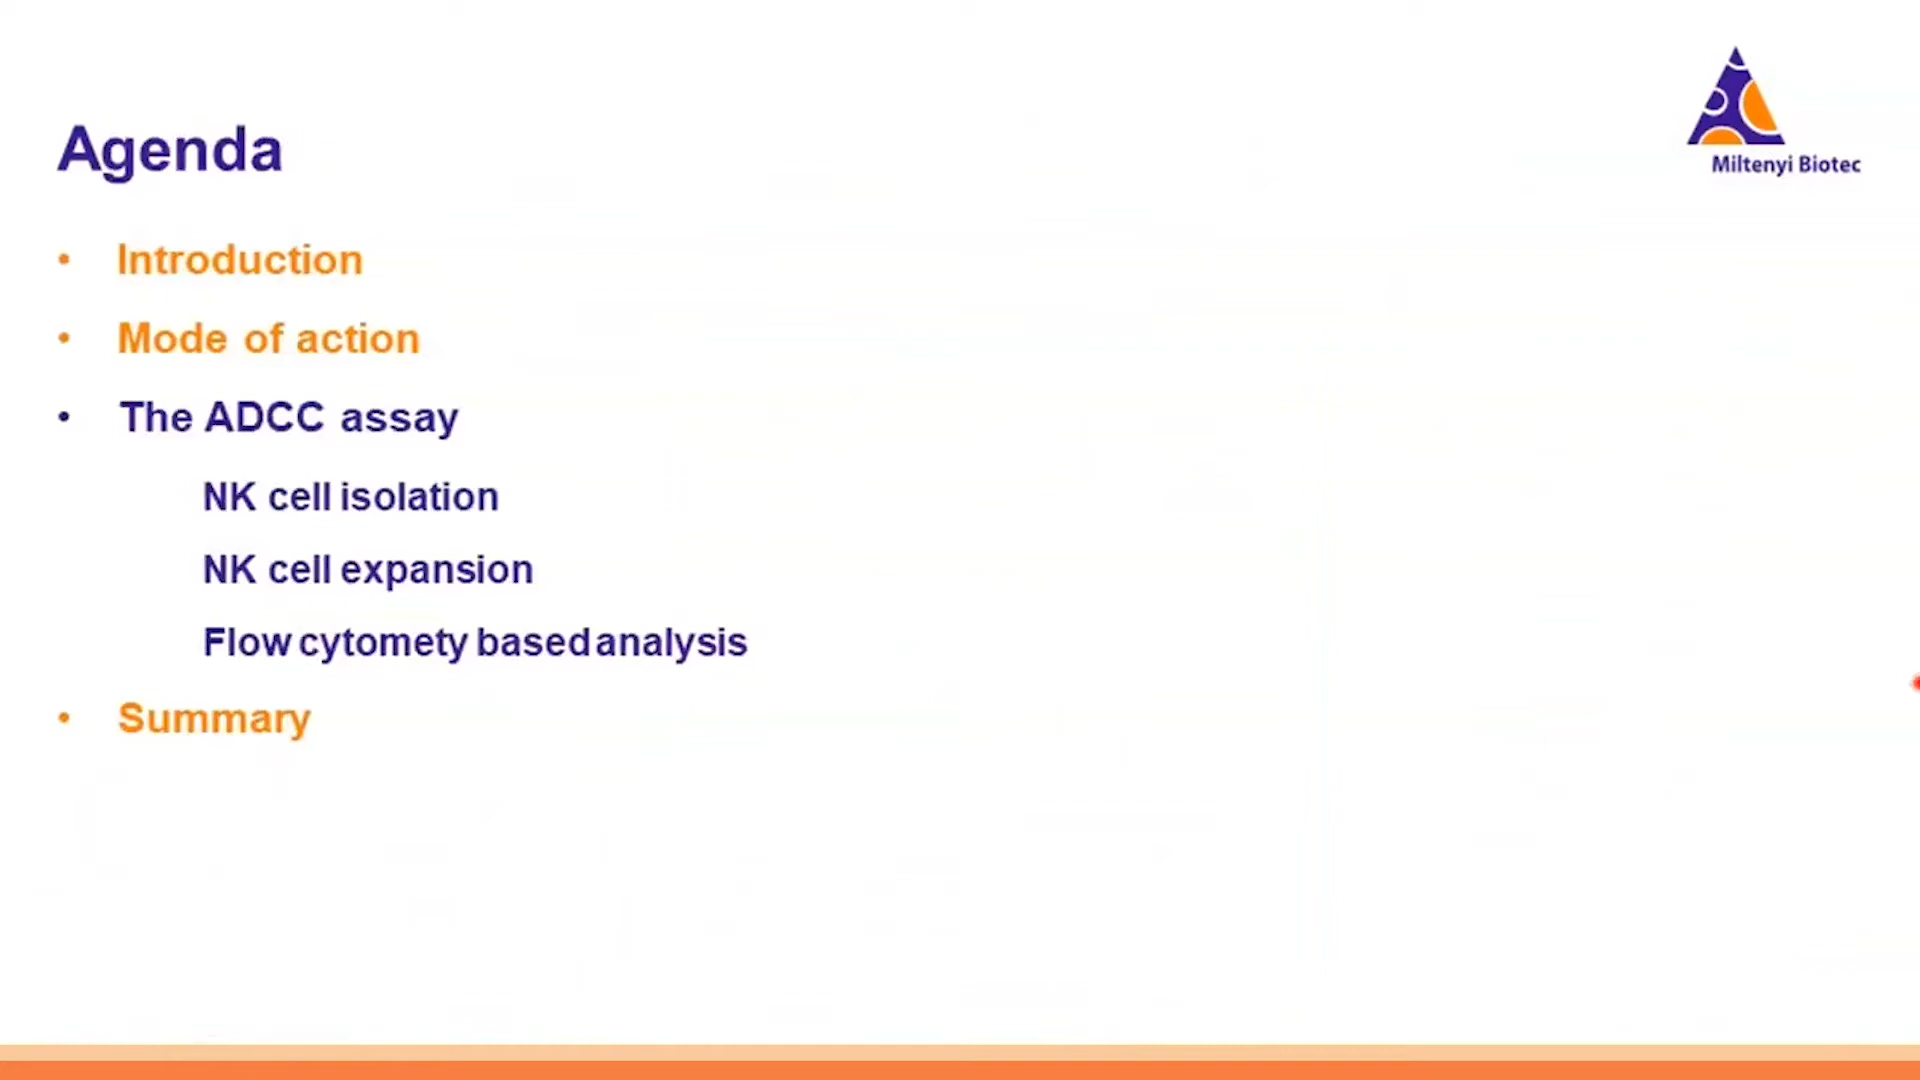 Miltenyi Biotec
Agenda
• Introduction
• Mode of action
• The ADCC assay
NK cell isolation
NK cell expansion
Flow cytomety based analysis
• Summary